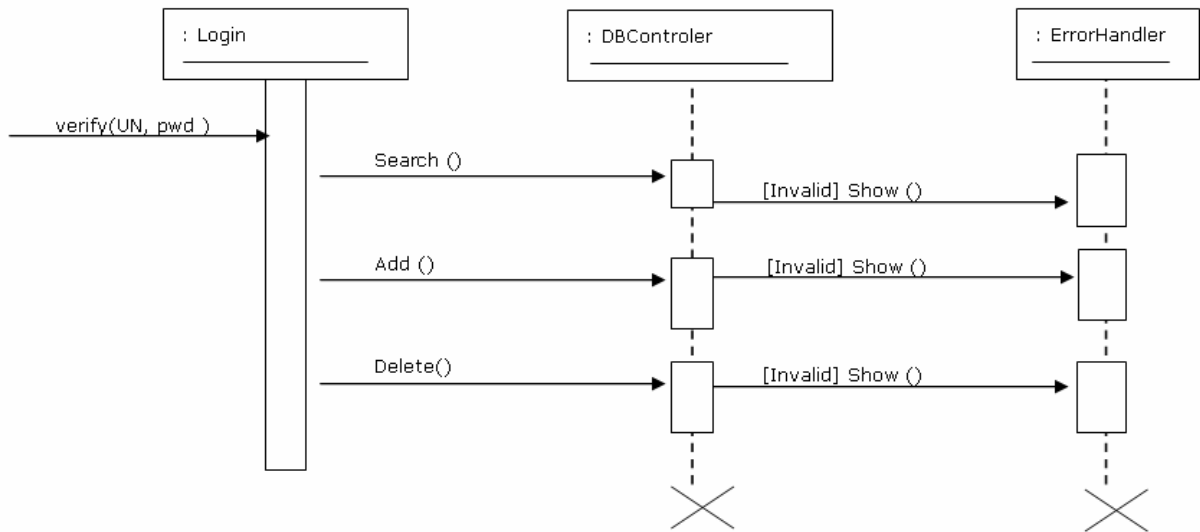 : Login
: DBControler
: ErrorHandler
verify(UN, pwd )
Search ()
[Invalid] Show ()
Add ()
[Invalid] Show ()
Delete()
[Invalid] Show ()